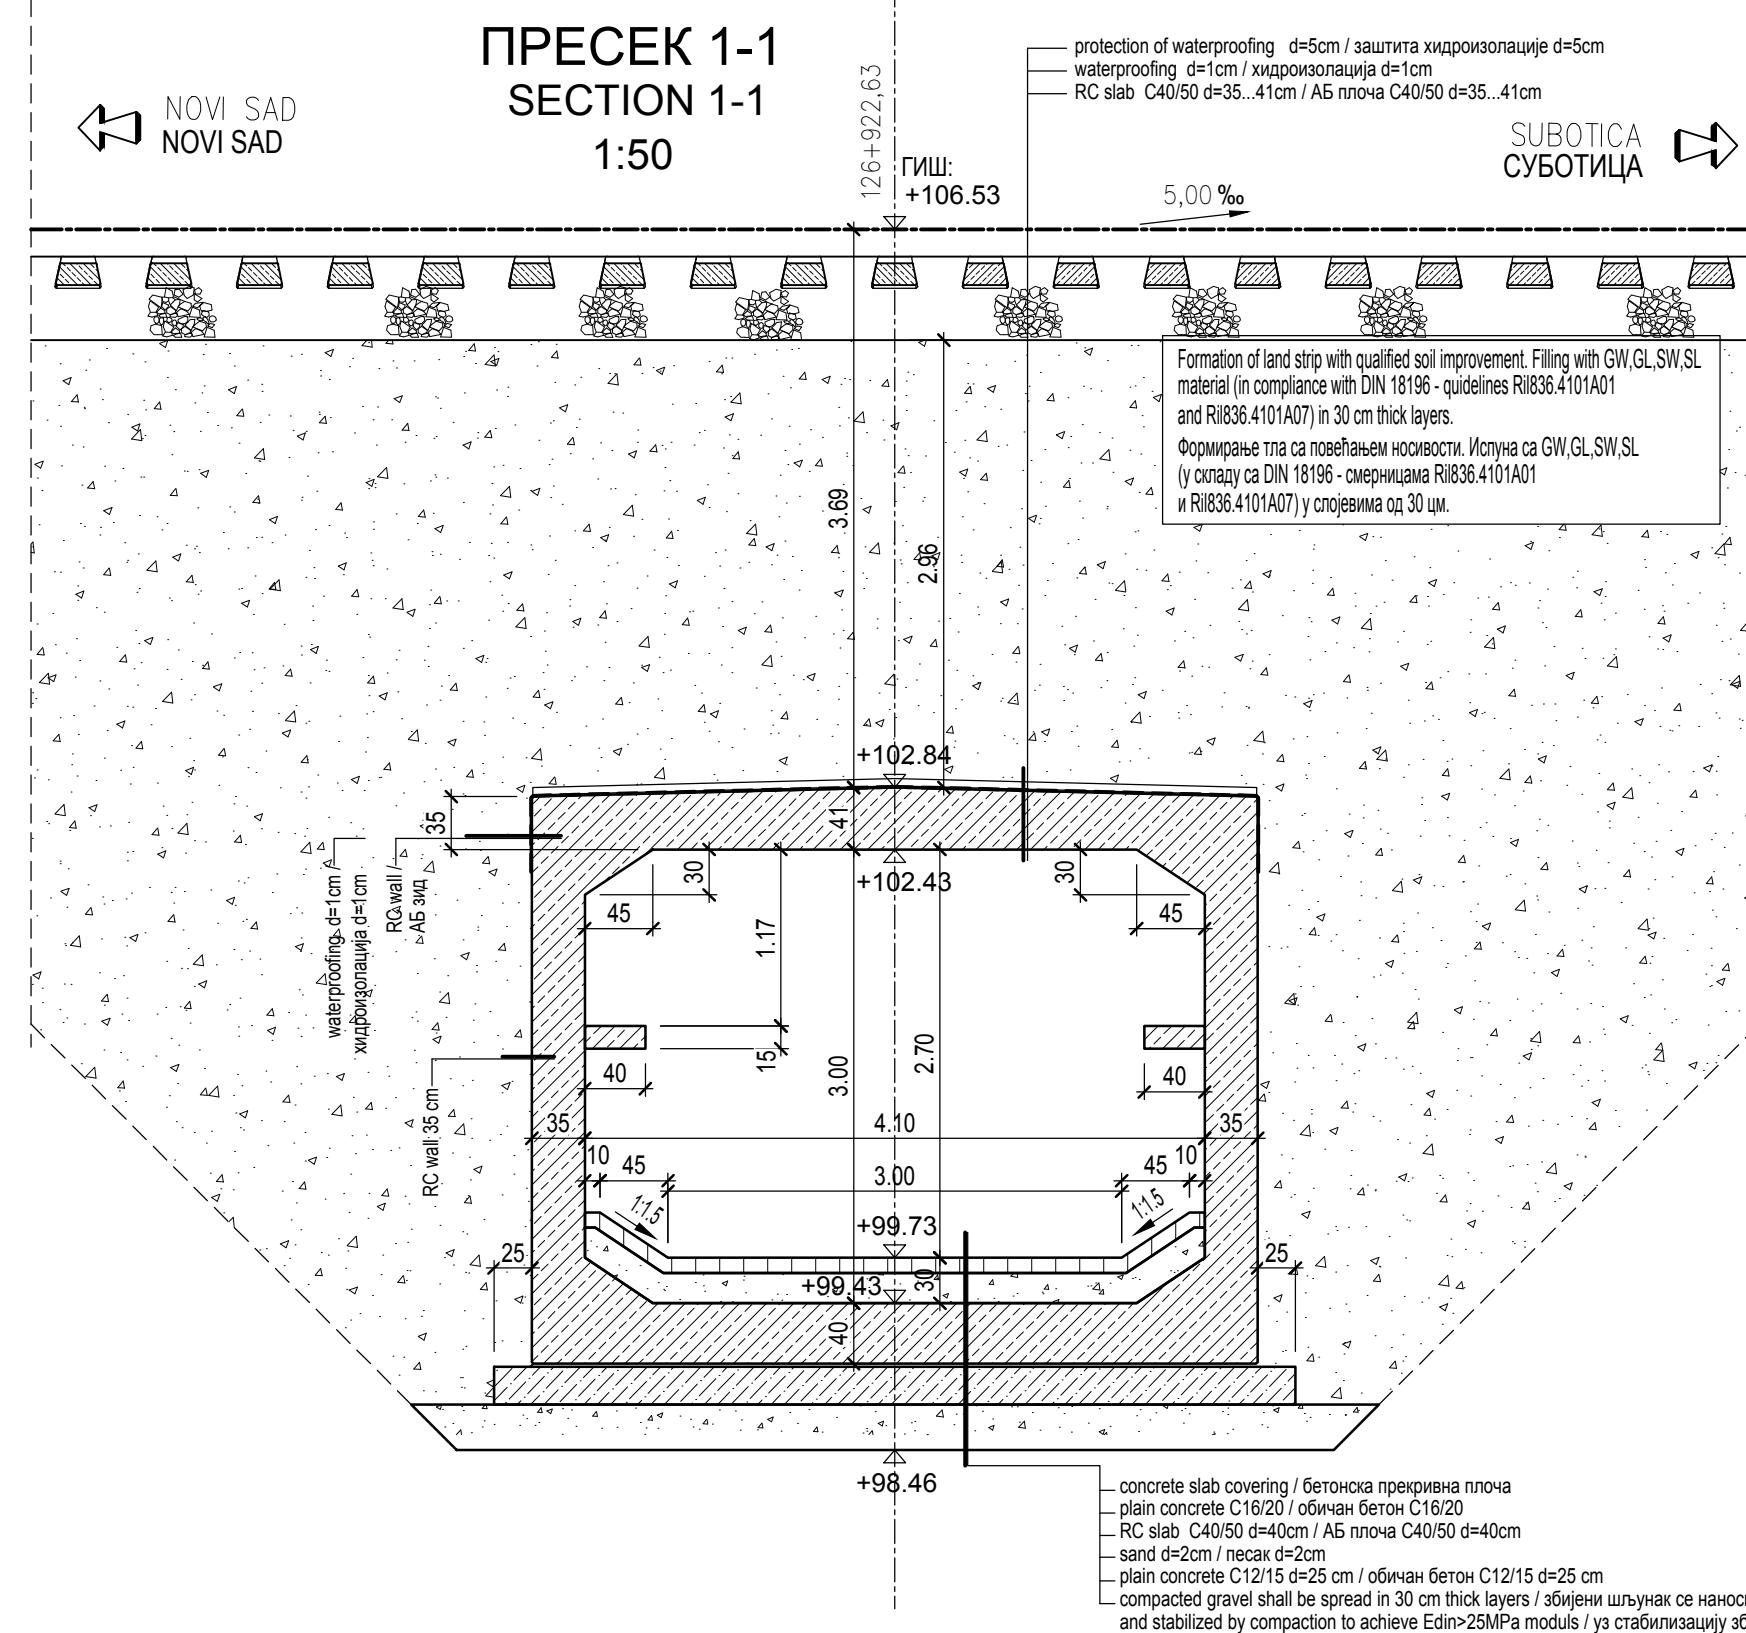 ПРЕСЕК 1-1
SECTION 1-1
1:50
NOVI SAD
NOVI SAD
126+922,63
ГИШ:
+106.53
protection of waterproofing d=5cm / заштита хидроизолације d=5cm
waterproofing d=1cm / хидроизолација d=1cm
RC slab C40/50 d=35...41cm / АБ плоча C40/50 d=35...41cm
SUBOTICA
СУБОТИЦА
5,00 ‰
Formation of land strip with qualified soil improvement. Filling with GW,GL,SW,SL
material (in compliance with DIN 18196 - quidelines Ril836.4101A01
and Ril836.4101A07) in 30 cm thick layers.
Формирање тла са повећањем носивости. Испуна са GW,GL,SW,SL
(у складу са DIN 18196 - смерницама Ril836.4101A01
и Ril836.4101A07) у слојевима од 30 цм.
3.69
2.96
+102.84
35
41
waterproofing d=1cm /
хидроизолација d=1cm
RC wall /
АБ зид
30
+102.43
30
45
45
1.17
15
3.00
2.70
40
40
RC wall 35 cm
35
4.10
35
10
45
3.00
45
10
1:1.5
1:1.5
+99.73
25
25
+99.43
30
40
+98.46
concrete slab covering / бетонска прекривна плоча
plain concrete C16/20 / обичан бетон C16/20
RC slab C40/50 d=40cm / АБ плоча C40/50 d=40cm
sand d=2cm / песак d=2cm
plain concrete C12/15 d=25 cm / обичан бетон C12/15 d=25 cm
compacted gravel shall be spread in 30 cm thick layers / збијени шљунак се наноси
and stabilized by compaction to achieve Edin>25MPa moduls / уз стабилизацију зб